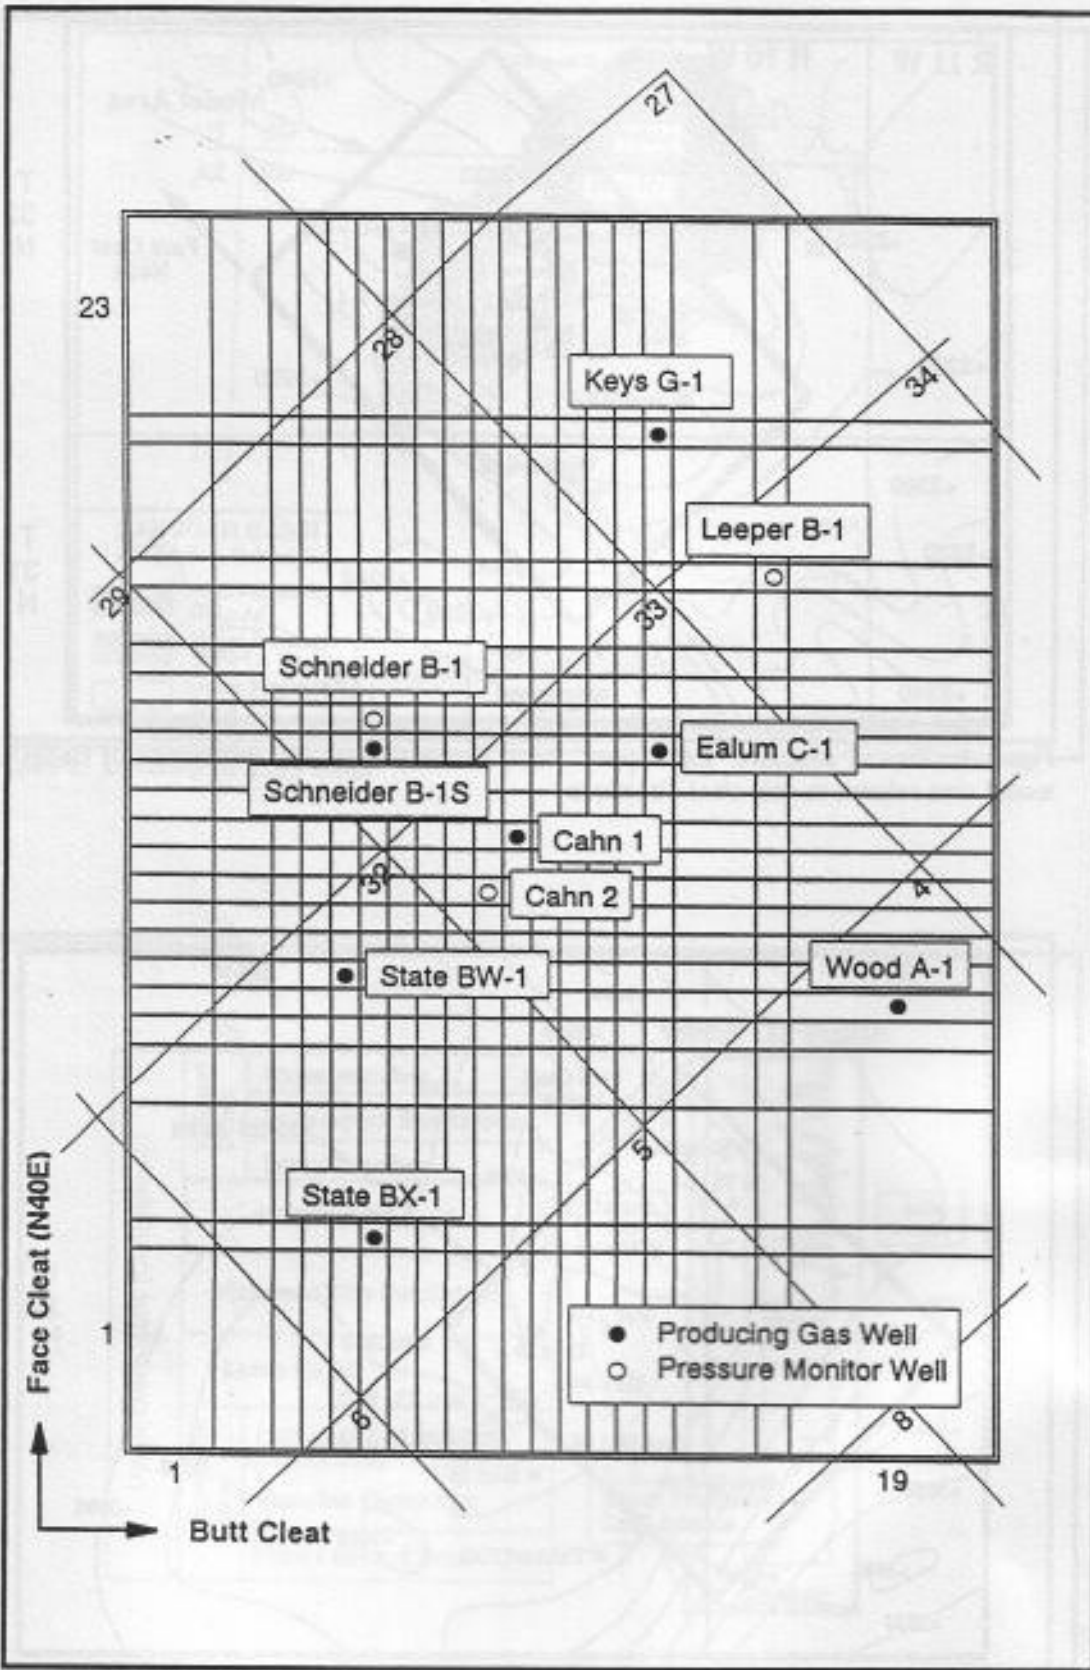 27
23
28
Keys G-1
34
Leeper B-1
29
33
Schneider B-1
Ealum C-1
Schneider B-1S
Cahn 1
32
4
Cahn 2
Wood A-1
State BW-1
5
State BX-1
Face Cleat (N40E)
1
Producing Gas Well
Pressure Monitor Well
6
8
1
19
Butt Cleat